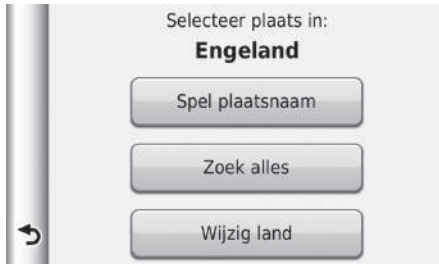 Selecteer plaats in:
Engeland
Spel plaatsnaam
Zoek alles
Wijzig land